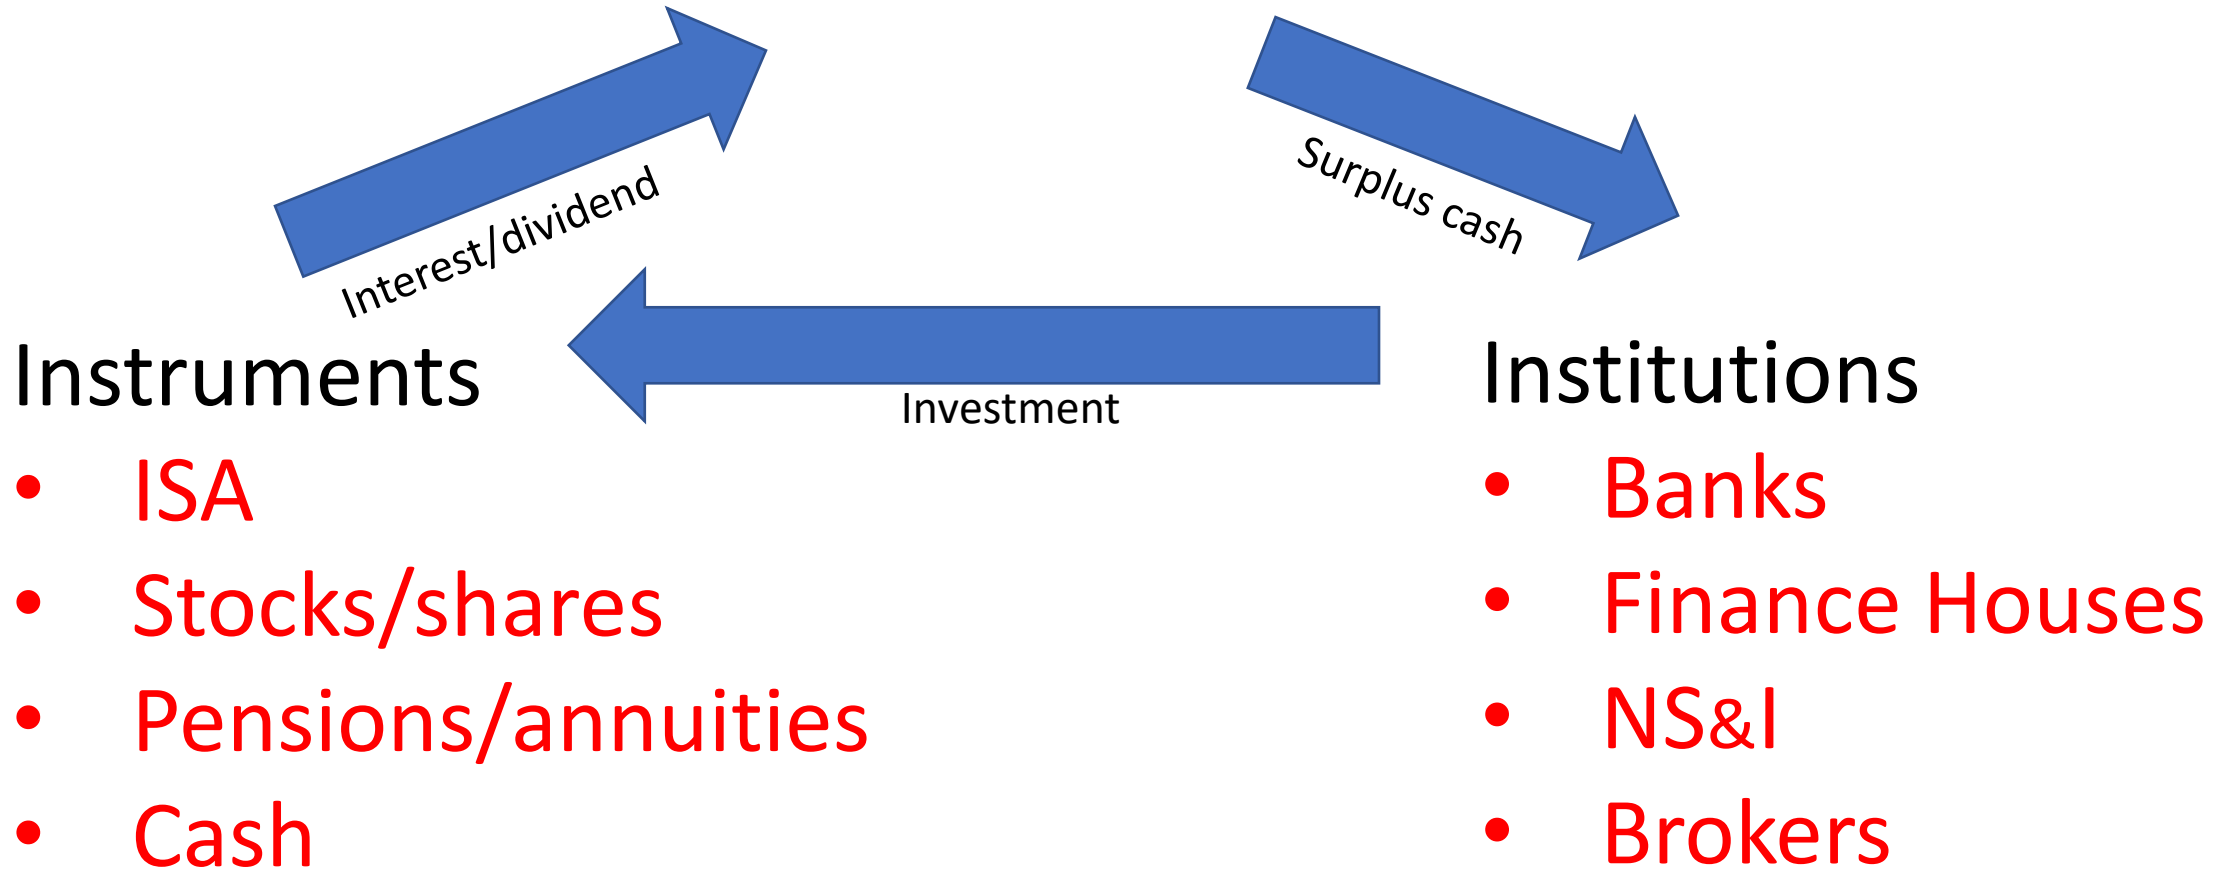 Interest/dividend
Surplus cash
Investment
Instruments
• ISA
• Stocks/shares
• Pensions/annuities
• Cash
Institutions
• Banks
• Finance Houses
• NS&I
• Brokers